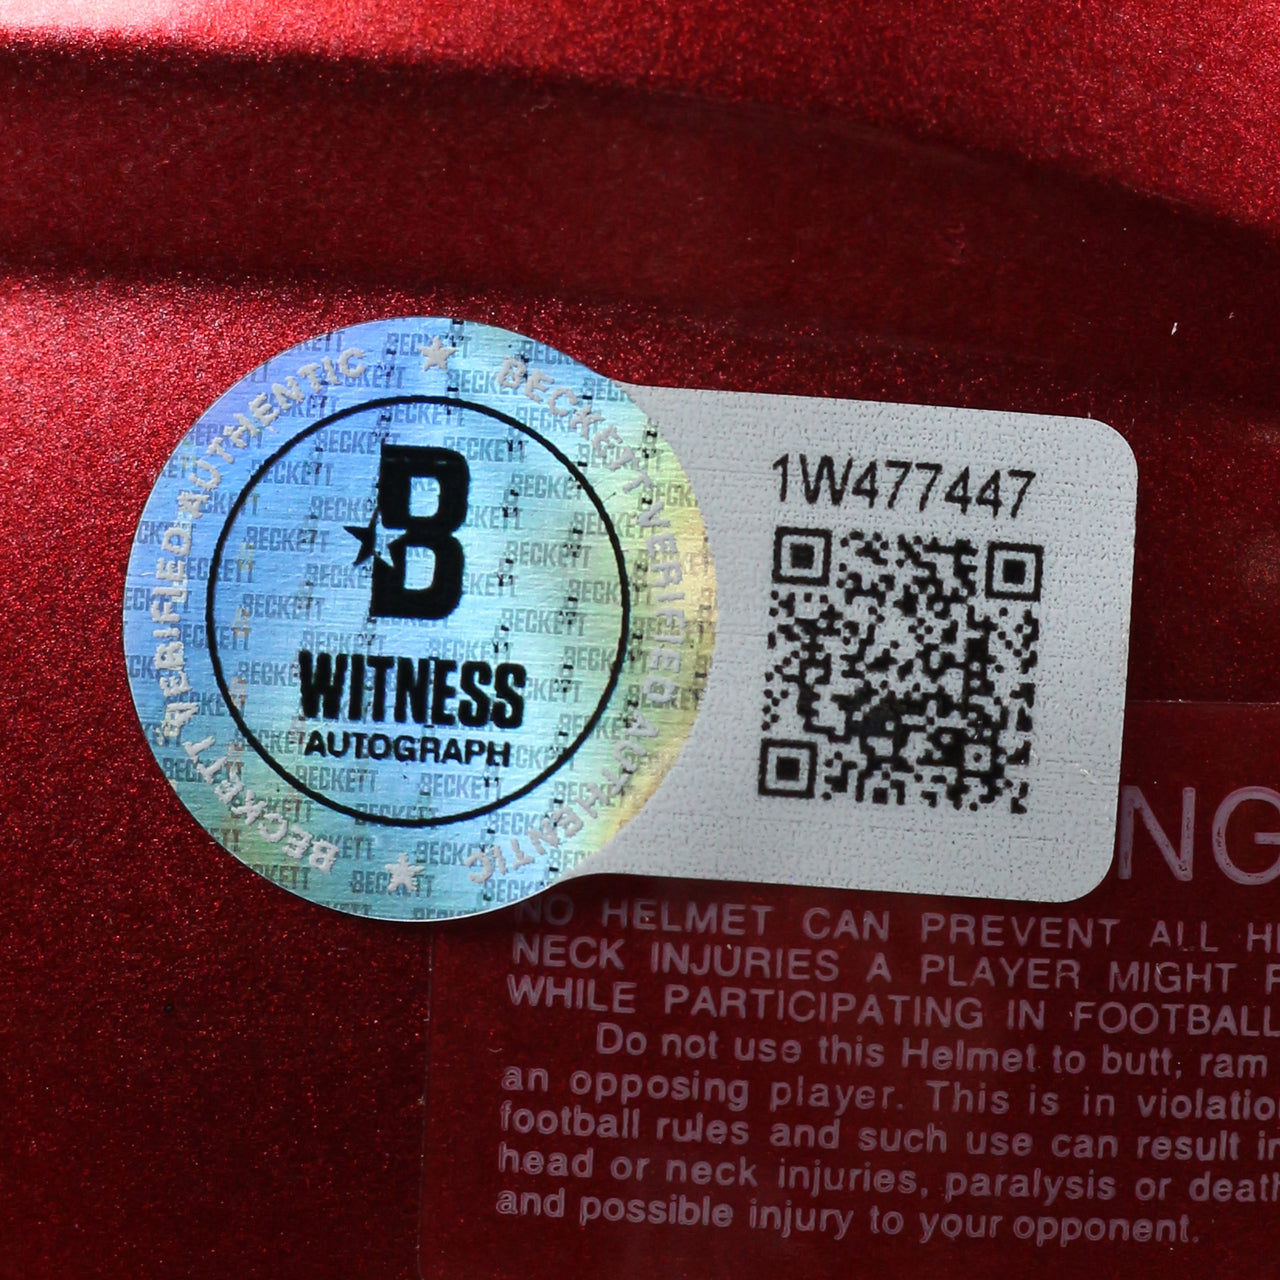 BECKETT VERIFIED AUTHENTIC ★ BECKETT VERIFIED AUTHENTIC ★
B
WITNESS
AUTOGRAPH
1W477447
NG
NO HELMET CAN PREVENT ALL
NECK INJURIES A PLAYER MIGHT
WHILE PARTICIPATING IN FOOTBALL
Do not use this Helmet to butt, ram
an opposing player. This is in
football rules and such use can result
head or neck injuries, paralysis or death
and possible injury to your opponent.